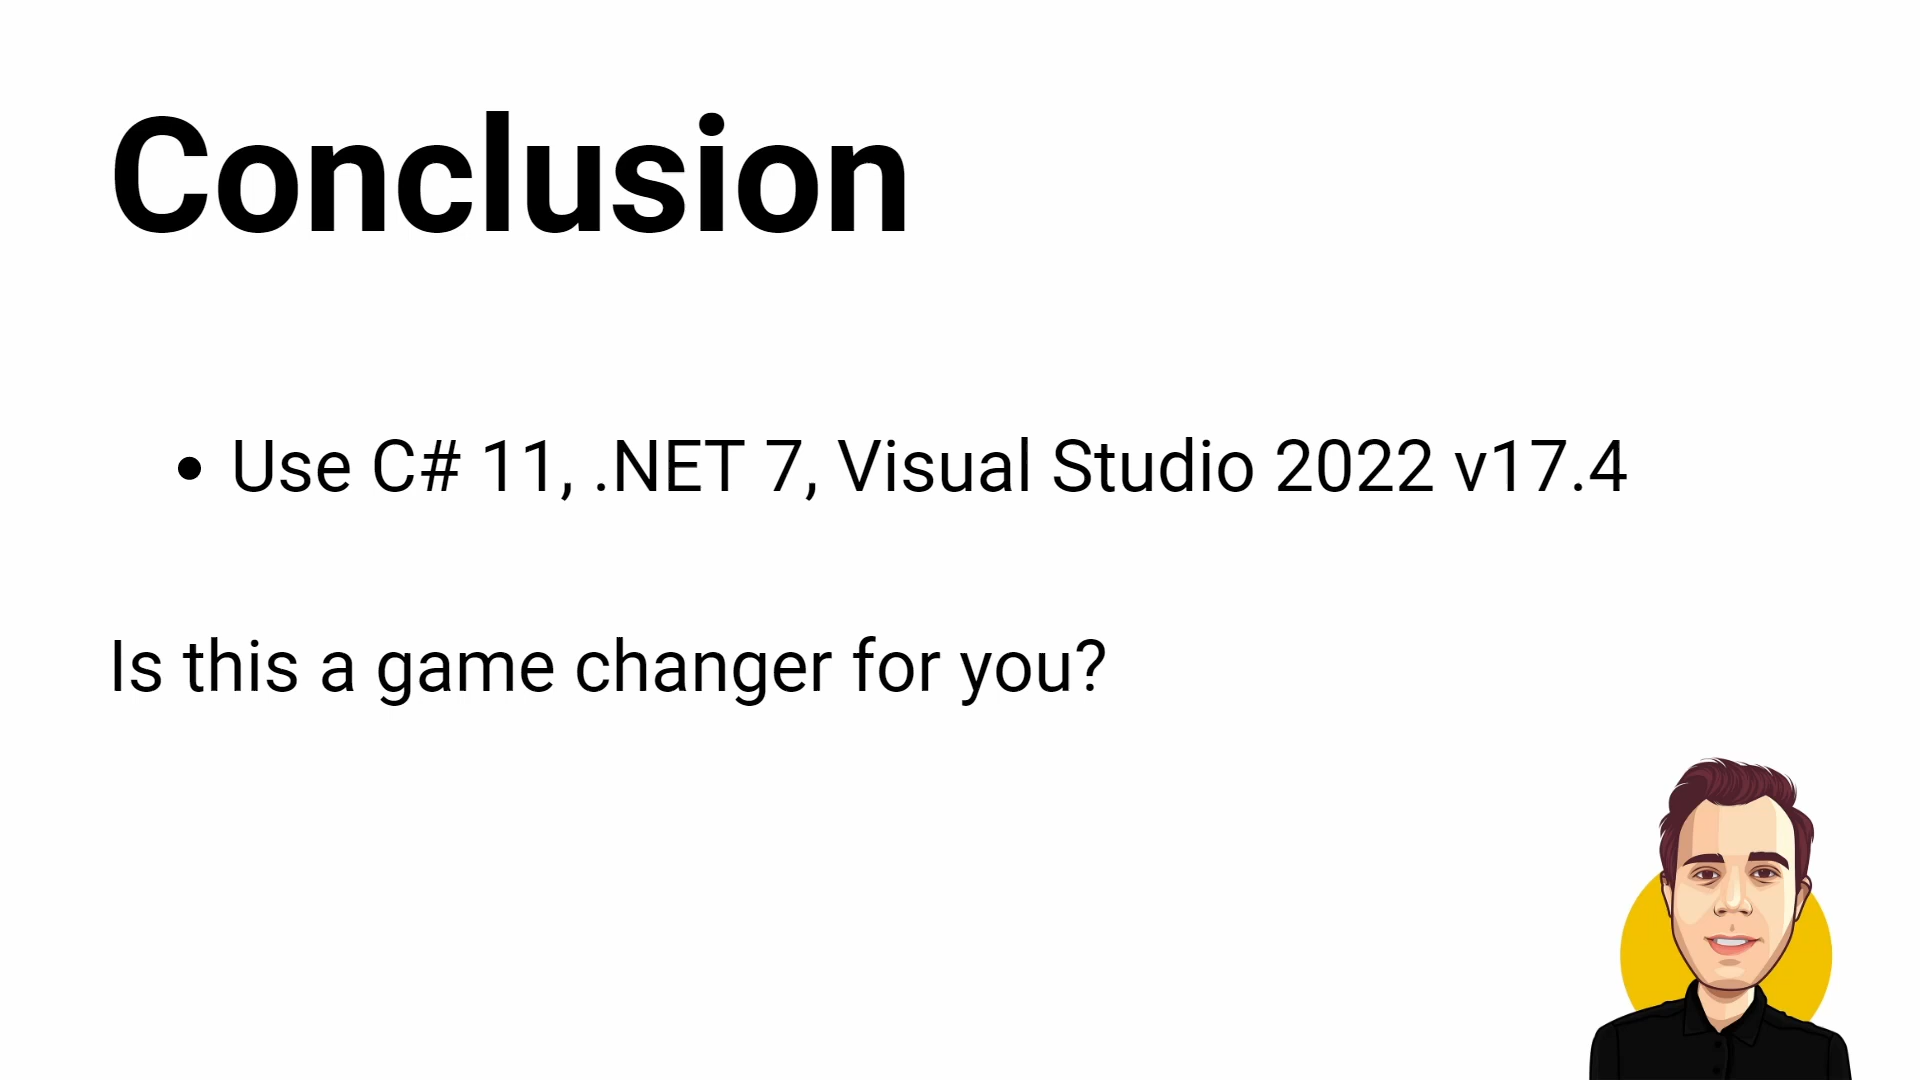 Conclusion
• Use C# 11, .NET 7, Visual Studio 2022 v17.4
Is this a game changer for you?